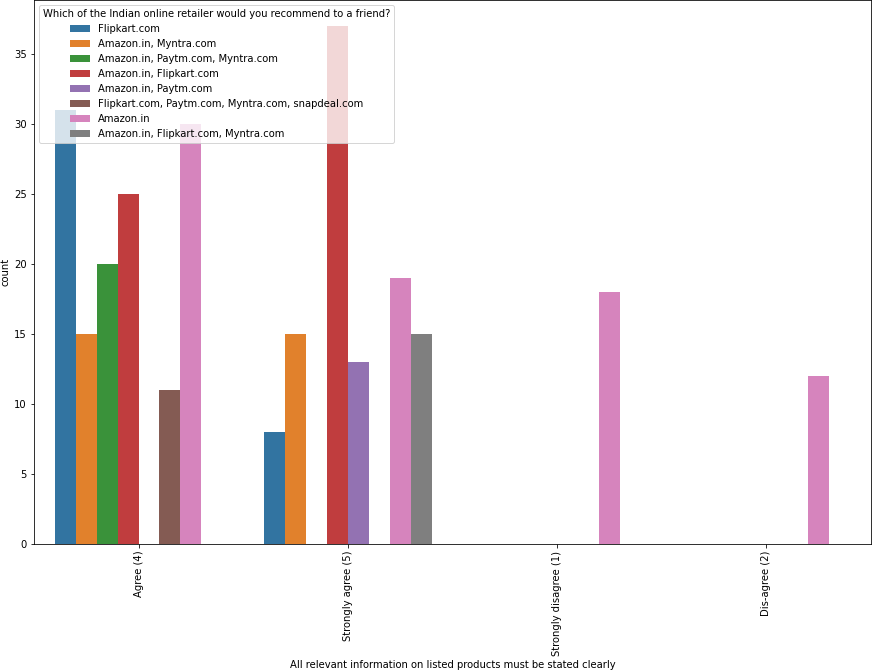 Which of the Indian online retailer would you recommend to a friend?
Flipkart.com
Amazon.in, Myntra.com
Amazon.in, Paytm.com, Myntra.com
Amazon.in, Flipkart.com
Amazon.in, Paytm.com
Flipkart.com, Paytm.com, Myntra.com, snapdeal.com
Amazon.in
Amazon.in, Flipkart.com, Myntra.com
35
30
25
20
15
10
5
0
count
Agree (4)
Strongly agree (5)
Strongly disagree (1)
Dis-agree (2)
All relevant information on listed products must be stated clearly